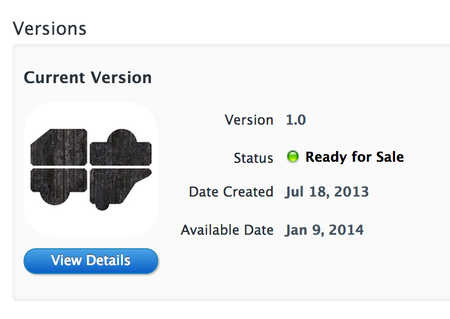 Versions
Current Version
Version 1.0
Status Ready for Sale
Date Created Jul 18, 2013
Available Date Jan 9, 2014
View Details